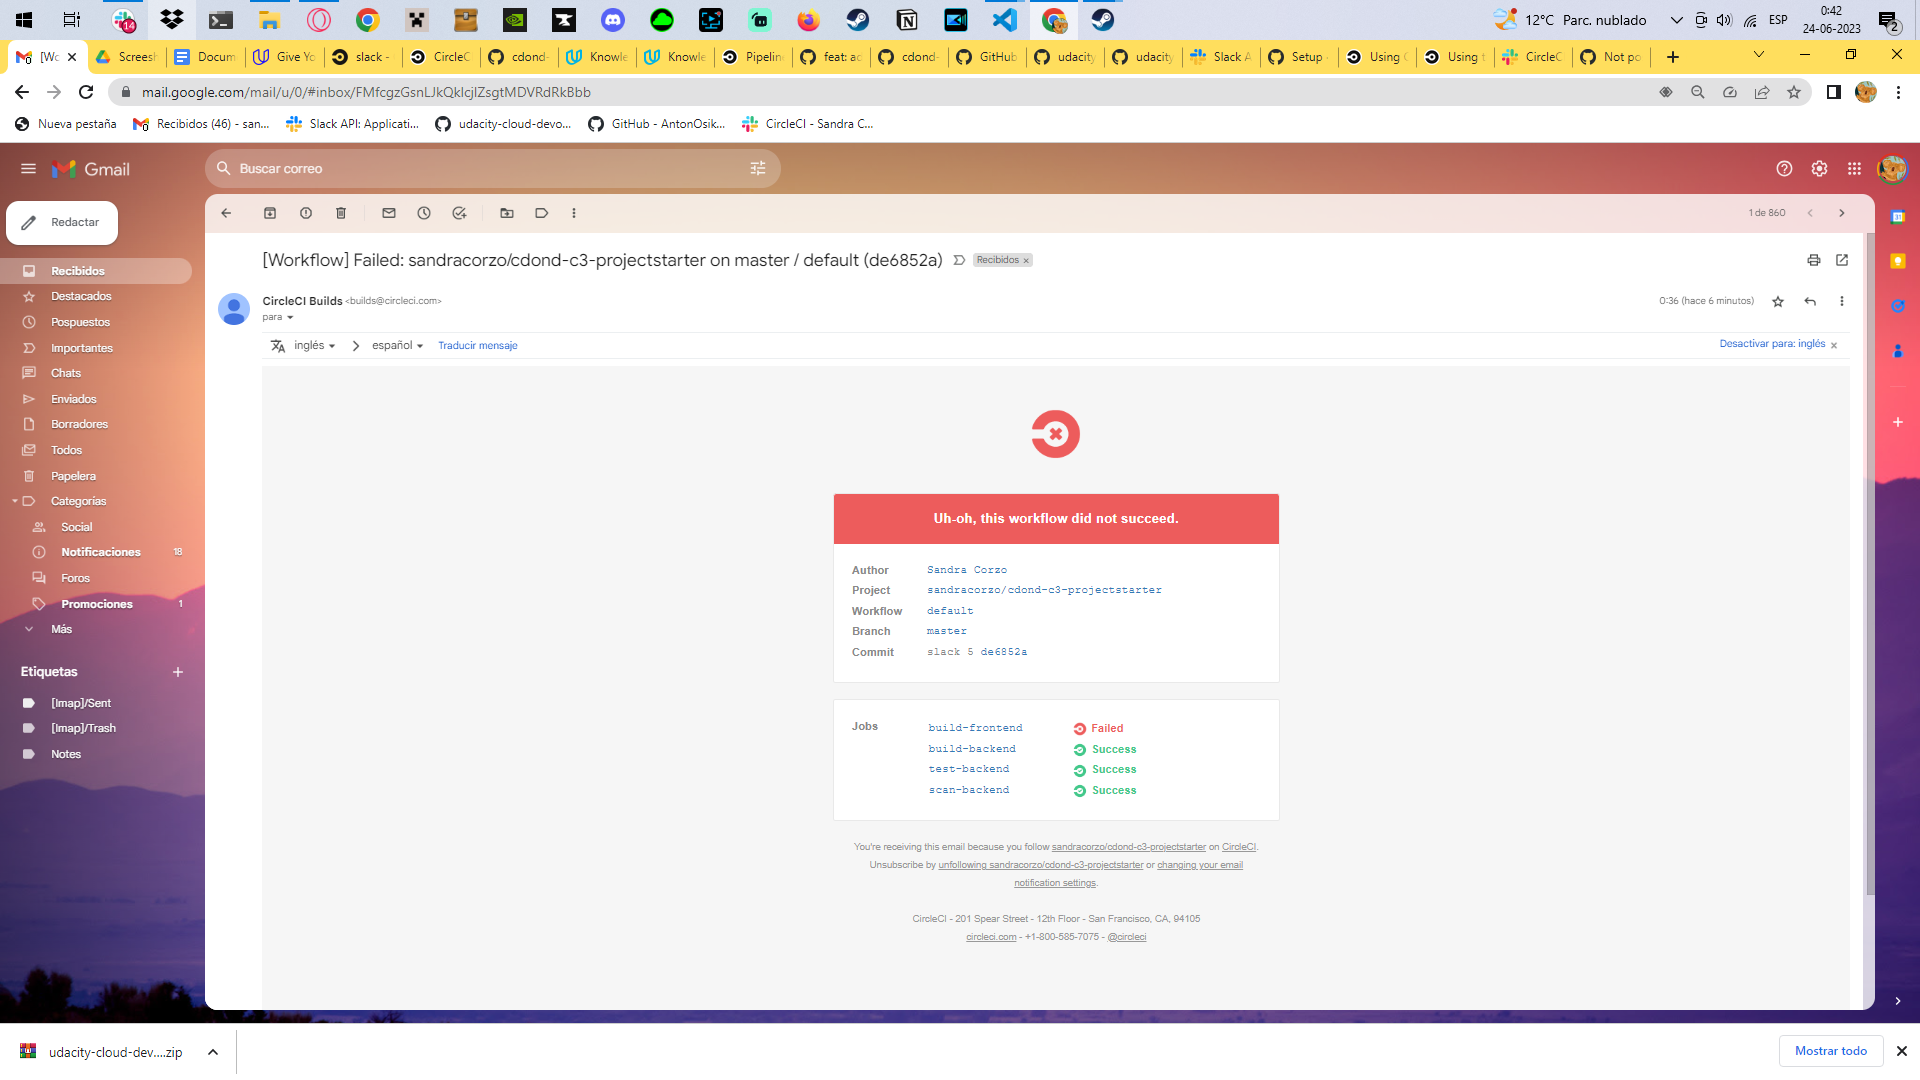 14
12°C Parc. nublado
ESP
0:42
24-06-2023
2
[Wo
Screesh
Docum
Give Yo
slack -
CircleC
cdond-
Knowle
Knowle
Pipelin
feat: ad
cdond-
GitHub
udacity
udacity
Slack A
Setup
Using C
Using t
CircleC
Not po
mail.google.com/mail/u/0/#inbox/FMfcgzGsnLJkQklcjlZsgtMDVRdRkBbb
Nueva pestaña
Recibidos (46) - san...
Slack API: Applicati...
udacity-cloud-devo...
GitHub - AntonOsik...
CircleCI - Sandra C...
Gmail
Buscar correo
Redactar
1 de 860
Recibidos
Destacados
Pospuestos
Importantes
Chats
Enviados
Borradores
Todos
Papelera
Categorías
Social
Notificaciones 18
Foros
Promociones 1
Más
Etiquetas
[Imap]/Sent
[Imap]/Trash
Notes
[Workflow] Failed: sandracorzo/cdond-c3-projectstarter on master / default (de6852a)
Recibidos x
CircleCI Builds <builds@circleci.com>
para
0:36 (hace 6 minutos)
inglés > español Traducir mensaje
Desactivar para: inglés x
Uh-oh, this workflow did not succeed.
Author Sandra Corzo
Project sandracorzo/cdond-c3-projectstarter
Workflow default
Branch master
Commit slack 5 de6852a
Jobs build-frontend Failed
build-backend Success
test-backend Success
scan-backend Success
You're receiving this email because you follow sandracorzo/cdond-c3-projectstarter on CircleCI.
Unsubscribe by unfollowing sandracorzo/cdond-c3-projectstarter or changing your email
notification settings.
CircleCI - 201 Spear Street - 12th Floor - San Francisco, CA, 94105
circleci.com - +1-800-585-7075 - @circleci
31
udacity-cloud-dev....zip
Mostrar todo